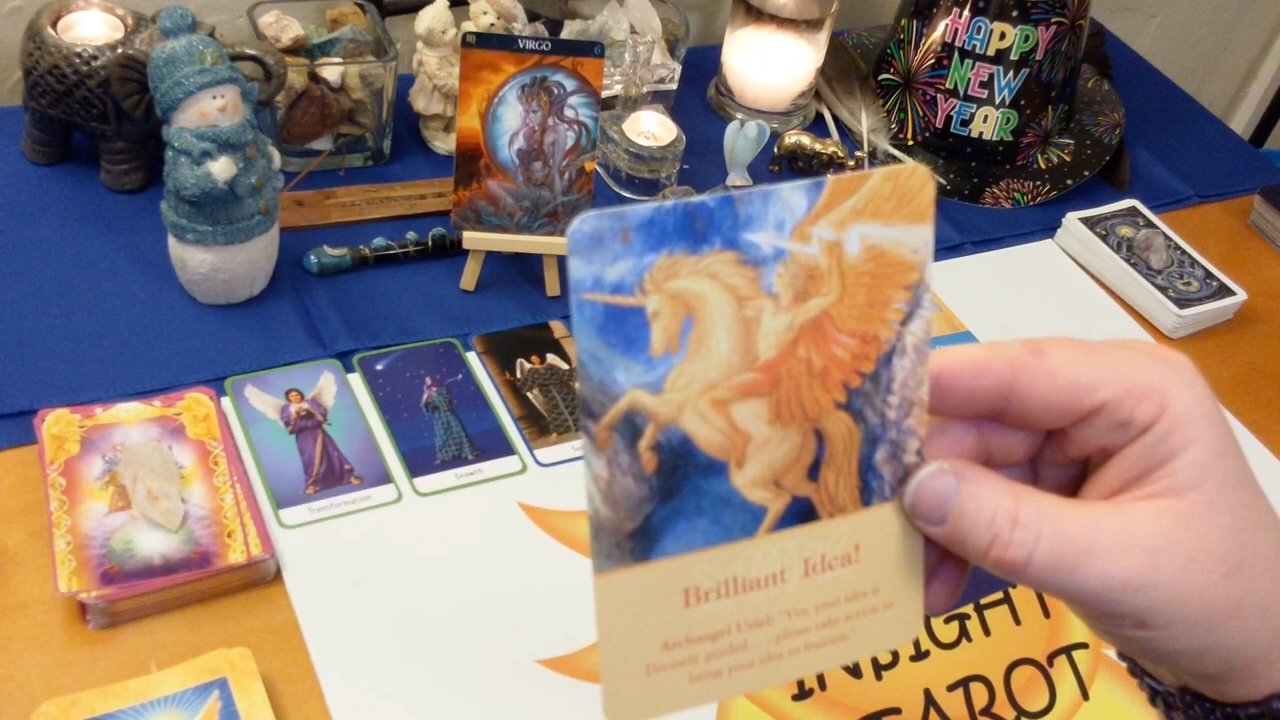 VIRGO
6
HAPPY
NEW
YEAR
Transformation
Growth
Brilliant Idea!
Archangel Uriel: "Yes, your idea is
Divinely guided . . . please take action to
bring your idea to fruition."
INSIGHT
TAROT